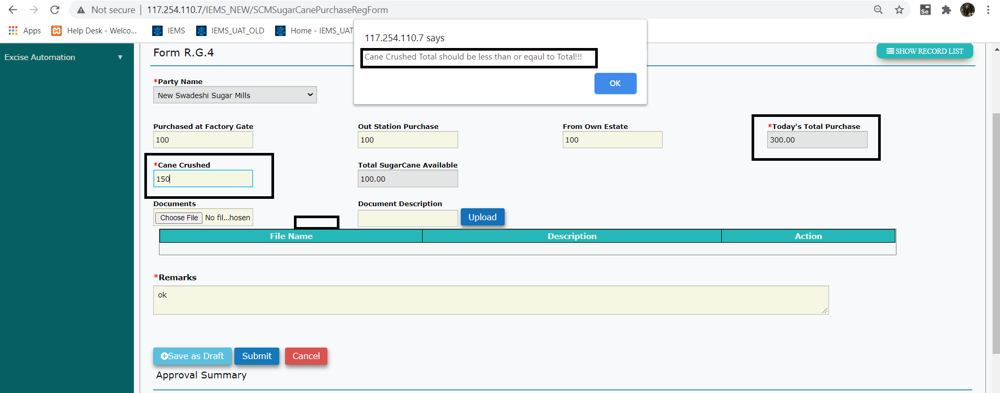 Not secure | 117.254.110.7/IEMS_NEW/SCMSugarCanePurchaseRegForm
Se
Apps Help Desk - Welco... IEMS IEMS_UAT_OLD Home - IEMS_UAT
117.254.110.7 says
Cane Crushed Total should be less than or eqaul to Total!!!
OK
Excise Automation
Form R.G.4
SHOW RECORD LIST
*Party Name
New Swadeshi Sugar Mills
Purchased at Factory Gate Out Station Purchase From Own Estate *Today's Total Purchase
100 100 100 300.00
*Cane Crushed Total SugarCane Available
150 100.00
Documents Document Description
Choose File No fil...hosen Upload
File Name Description Action
*Remarks
ok
Save as Draft Submit Cancel
Approval Summary